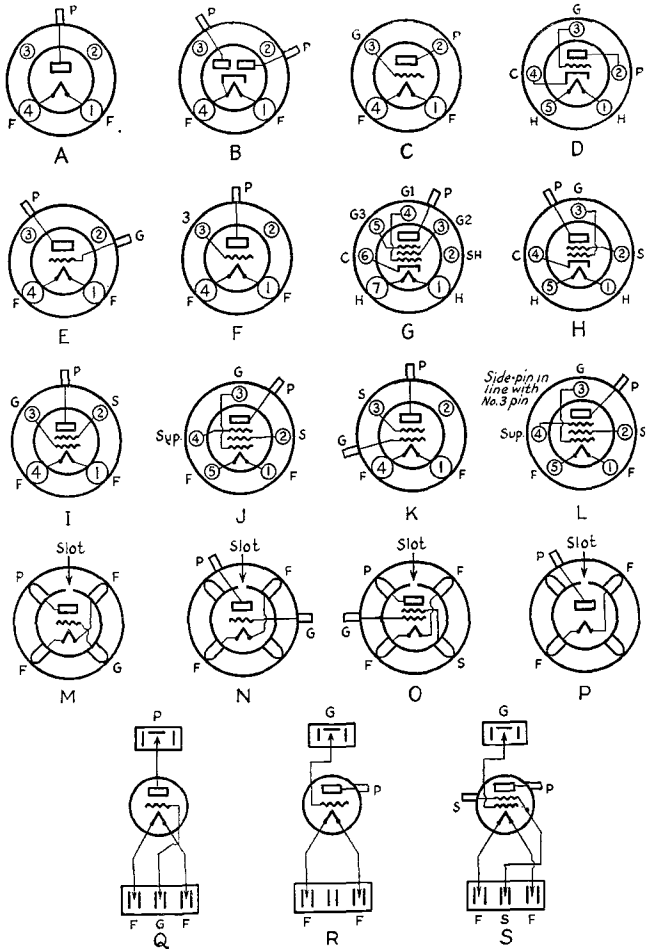 P P P G P G
3 2 3 2 3 2 3
4 1 4 1 4 1 C 4 2 P
F F F F F F H 5 1 H
A B C D
P P G1 P P G
3 2 G 3 3 2 G3 5 4 3 G2 3
4 1 4 1 C 6 2 SH C 4 2 S
F F F F H 7 1 H H 5 1 H
E F G H
P G P P Side-pin in
line with
No.3 pin G P
G 3 2 S 3 S 3 2 3
4 1 Sup. 4 2 S G 4 1 Sup. 4 2 S
F F F 5 1 F F F F 5 1 F
I J K L
Slot Slot Slot Slot
P F P F P F P
G G
F G F F S F
M N O P
P G G
P S P
F G F F F F S F
Q R S